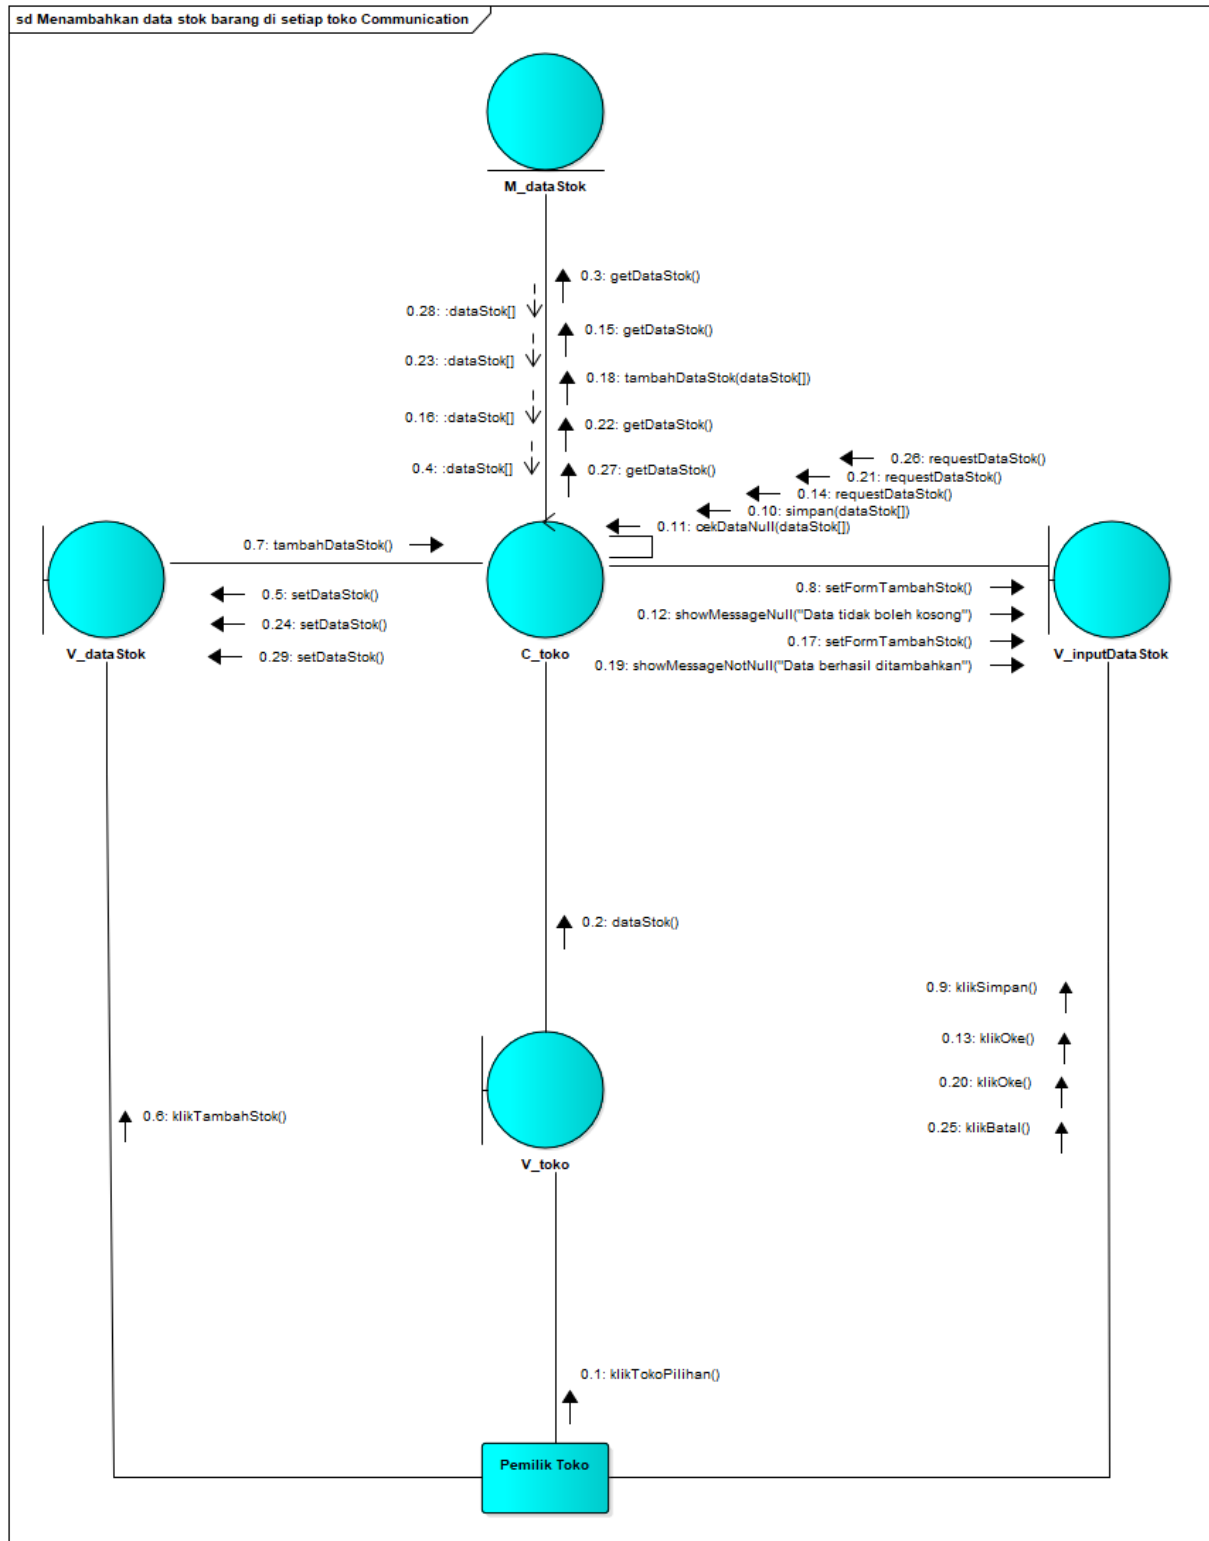 sd Menambahkan data stok barang di setiap toko Communication
M_dataStok
0.3: getDataStok()
0.28: :dataStok[]
0.15: getDataStok()
0.23: :dataStok[]
0.18: tambahDataStok(dataStok[])
0.16: :dataStok[]
0.22: getDataStok()
0.4: :dataStok[]
0.27: getDataStok()
0.26: requestDataStok()
0.21: requestDataStok()
0.14: requestDataStok()
0.10: simpan(dataStok[])
0.11: cekDataNull(dataStok[])
0.7: tambahDataStok()
0.5: setDataStok()
0.24: setDataStok()
0.29: setDataStok()
0.8: setFormTambahStok()
0.12: showMessageNull("Data tidak boleh kosong")
0.17: setFormTambahStok()
0.19: showMessageNotNull("Data berhasil ditambahkan")
V_dataStok
C_toko
V_inputDataStok
0.2: dataStok()
0.9: klikSimpan()
0.13: klikOke()
0.20: klikOke()
0.25: klikBatal()
0.6: klikTambahStok()
V_toko
0.1: klikTokoPilihan()
Pemilik Toko